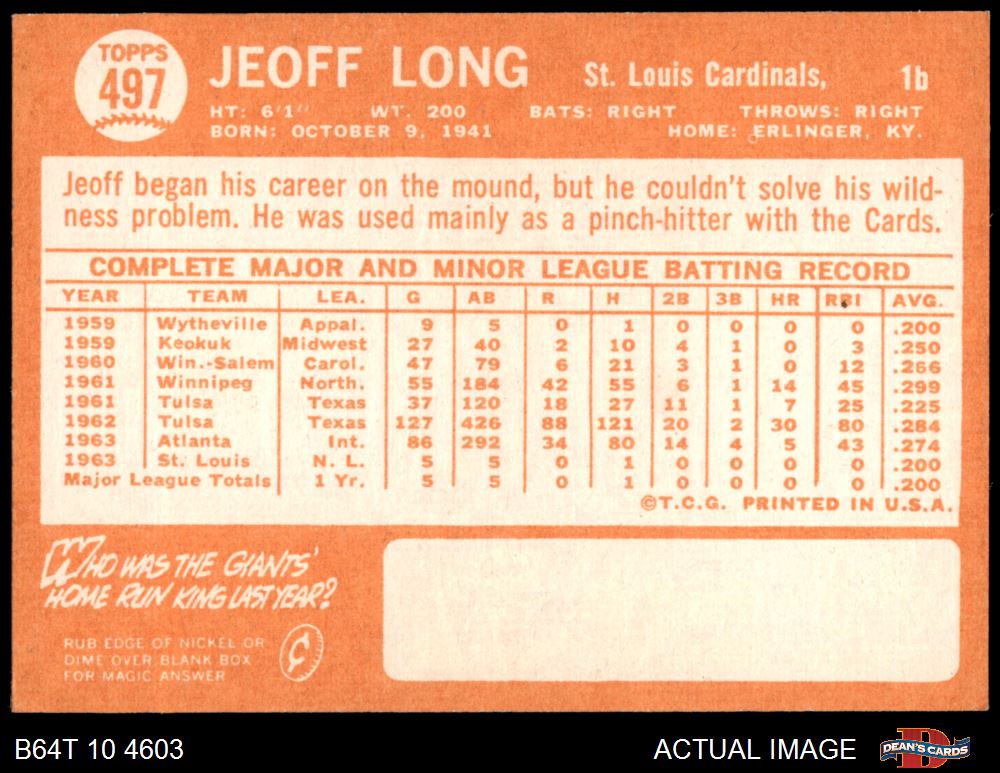 TOPPS
497
JEOFF LONG St. Louis Cardinals, 1b
HT: 6'1" WT. 200 BATS: RIGHT THROWS: RIGHT
BORN: OCTOBER 9, 1941 HOME: ERLINGER, KY.
Jeoff began his career on the mound, but he couldn't solve his wild-
ness problem. He was used mainly as a pinch-hitter with the Cards.
COMPLETE MAJOR AND MINOR LEAGUE BATTING RECORD
YEAR TEAM LEA. G AB R H 2B 3B HR RBI AVG.
1959 Wytheville Appal. 9 5 0 1 0 0 0 0 .200
1959 Keokuk Midwest 27 40 2 10 4 1 0 3 .250
1960 Win.-Salem Carol. 47 79 6 21 3 1 0 12 .266
1961 Winnipeg North. 55 184 42 55 6 1 14 45 .299
1961 Tulsa Texas 37 120 18 27 11 1 7 25 .225
1962 Tulsa Texas 127 426 88 121 20 2 30 80 .284
1963 Atlanta Int. 86 292 34 80 14 4 5 43 .274
1963 St. Louis N. L. 5 5 0 1 0 0 0 0 .200
Major League Totals 1 Yr. 5 5 0 1 0 0 0 0 .200
©T.C.G. PRINTED IN U.S.A.
WHO WAS THE GIANTS'
HOME RUN KING LAST YEAR?
RUB EDGE OF NICKEL OR
DIME OVER BLANK BOX
FOR MAGIC ANSWER
¢
B64T 10 4603 ACTUAL IMAGE DEAN'S CARDS